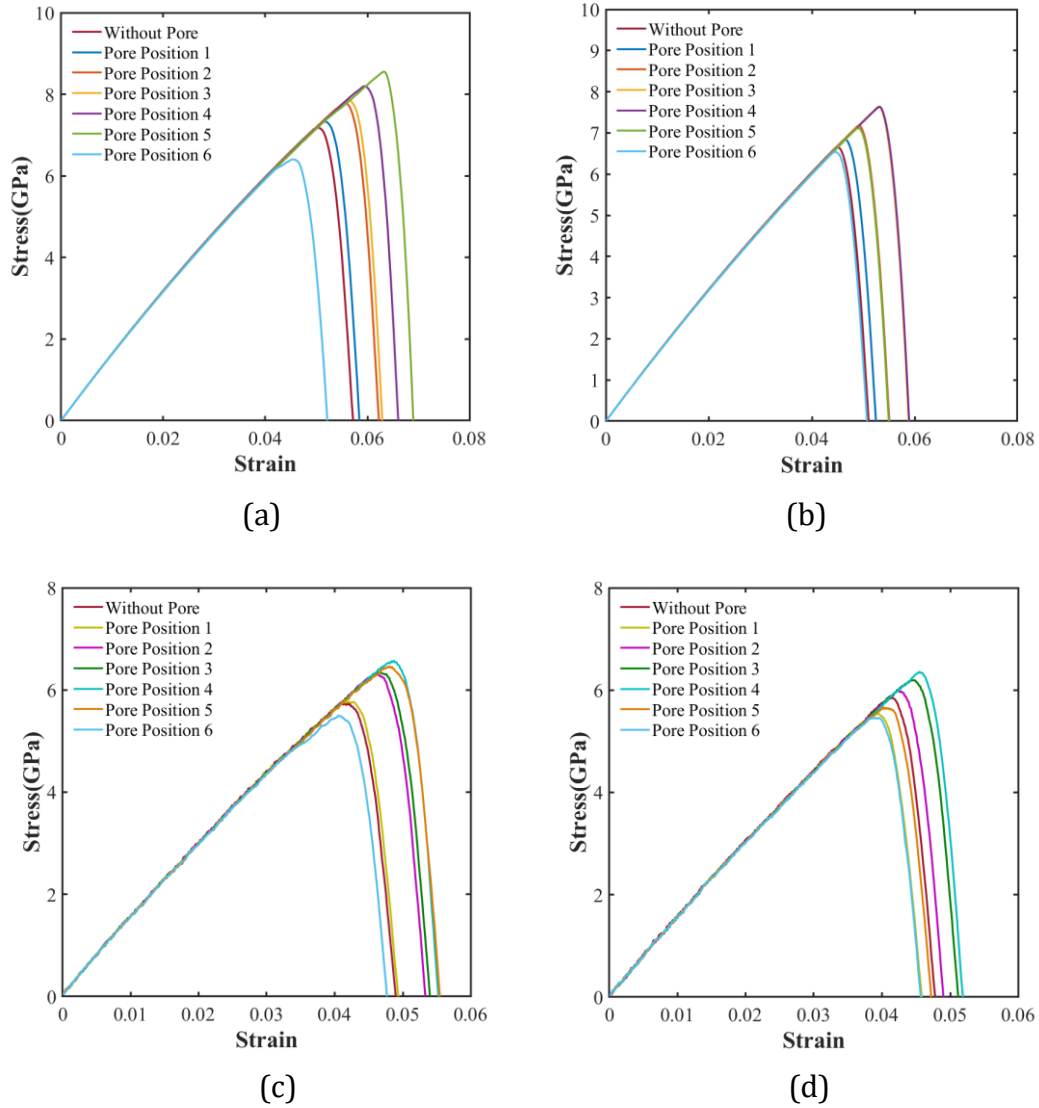 10
8
6
4
2
0
0
0.02
0.04
0.06
0.08
Stress(GPa)
Strain
Without Pore
Pore Position 1
Pore Position 2
Pore Position 3
Pore Position 4
Pore Position 5
Pore Position 6
(a)
10
9
8
7
6
5
4
3
2
1
0
0
0.02
0.04
0.06
0.08
Stress(GPa)
Strain
Without Pore
Pore Position 1
Pore Position 2
Pore Position 3
Pore Position 4
Pore Position 5
Pore Position 6
(b)
8
6
4
2
0
0
0.01
0.02
0.03
0.04
0.05
0.06
Stress(GPa)
Strain
Without Pore
Pore Position 1
Pore Position 2
Pore Position 3
Pore Position 4
Pore Position 5
Pore Position 6
(c)
8
6
4
2
0
0
0.01
0.02
0.03
0.04
0.05
0.06
Stress(GPa)
Strain
Without Pore
Pore Position 1
Pore Position 2
Pore Position 3
Pore Position 4
Pore Position 5
Pore Position 6
(d)